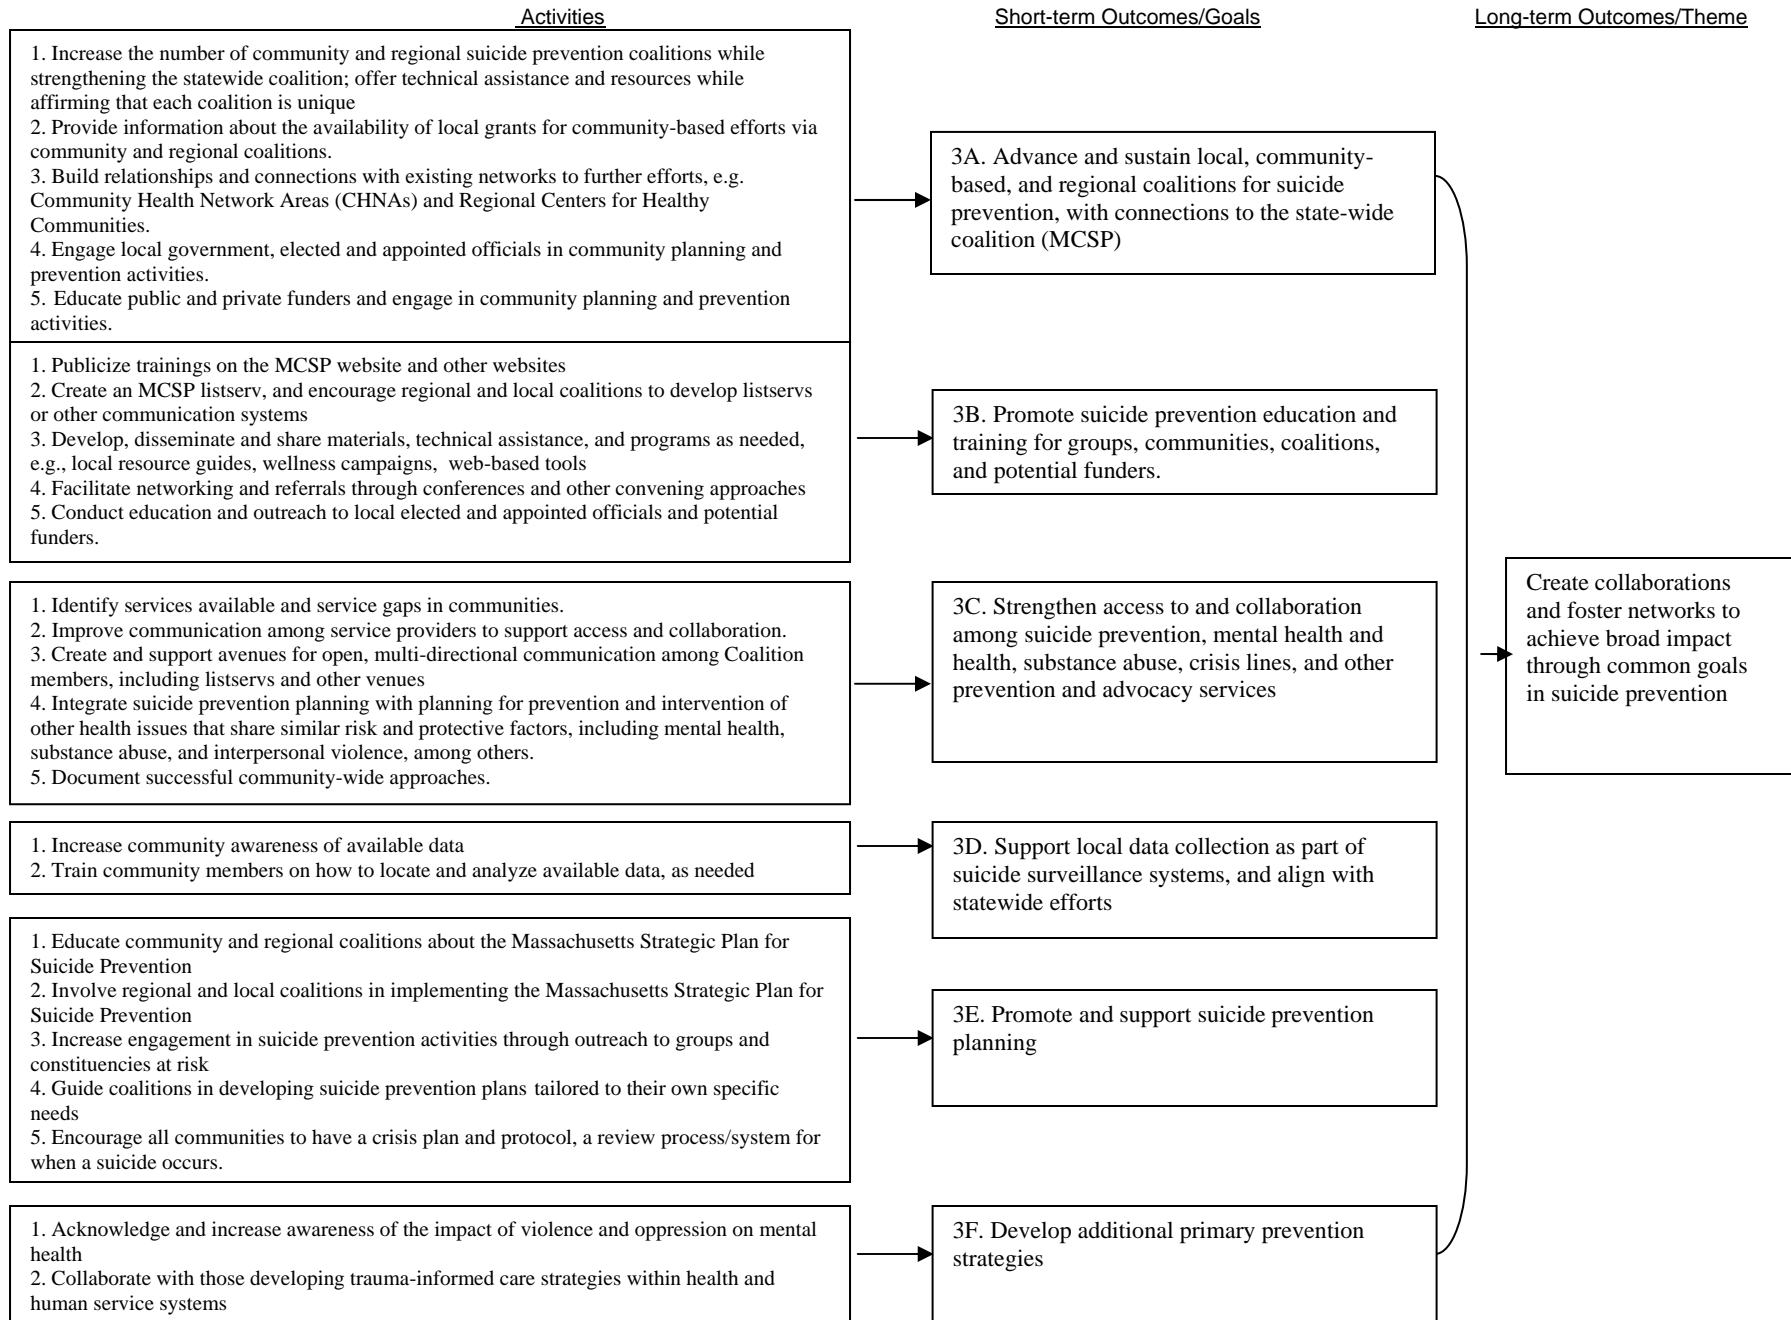 Activities
Short-term Outcomes/Goals
Long-term Outcomes/Theme
1. Increase the number of community and regional suicide prevention coalitions while
strengthening the statewide coalition; offer technical assistance and resources while
affirming that each coalition is unique
2. Provide information about the availability of local grants for community-based efforts via
community and regional coalitions.
3. Build relationships and connections with existing networks to further efforts, e.g.
Community Health Network Areas (CHNAs) and Regional Centers for Healthy
Communities.
4. Engage local government, elected and appointed officials in community planning and
prevention activities.
5. Educate public and private funders and engage in community planning and prevention
activities.
3A. Advance and sustain local, community-
based, and regional coalitions for suicide
prevention, with connections to the state-wide
coalition (MCSP)
1. Publicize trainings on the MCSP website and other websites
2. Create an MCSP listserv, and encourage regional and local coalitions to develop listservs
or other communication systems
3. Develop, disseminate and share materials, technical assistance, and programs as needed,
e.g., local resource guides, wellness campaigns, web-based tools
4. Facilitate networking and referrals through conferences and other convening approaches
5. Conduct education and outreach to local elected and appointed officials and potential
funders.
3B. Promote suicide prevention education and
training for groups, communities, coalitions,
and potential funders.
1. Identify services available and service gaps in communities.
2. Improve communication among service providers to support access and collaboration.
3. Create and support avenues for open, multi-directional communication among Coalition
members, including listservs and other venues
4. Integrate suicide prevention planning with planning for prevention and intervention of
other health issues that share similar risk and protective factors, including mental health,
substance abuse, and interpersonal violence, among others.
5. Document successful community-wide approaches.
3C. Strengthen access to and collaboration
among suicide prevention, mental health and
health, substance abuse, crisis lines, and other
prevention and advocacy services
Create collaborations
and foster networks to
achieve broad impact
through common goals
in suicide prevention
1. Increase community awareness of available data
2. Train community members on how to locate and analyze available data, as needed
3D. Support local data collection as part of
suicide surveillance systems, and align with
statewide efforts
1. Educate community and regional coalitions about the Massachusetts Strategic Plan for
Suicide Prevention
2. Involve regional and local coalitions in implementing the Massachusetts Strategic Plan for
Suicide Prevention
3. Increase engagement in suicide prevention activities through outreach to groups and
constituencies at risk
4. Guide coalitions in developing suicide prevention plans tailored to their own specific
needs
5. Encourage all communities to have a crisis plan and protocol, a review process/system for
when a suicide occurs.
3E. Promote and support suicide prevention
planning
1. Acknowledge and increase awareness of the impact of violence and oppression on mental
health
2. Collaborate with those developing trauma-informed care strategies within health and
human service systems
3F. Develop additional primary prevention
strategies